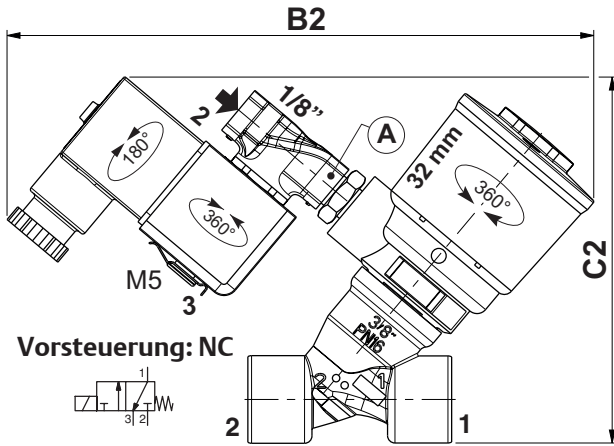 B2
2
1/8”
A
32 mm
180°
360°
360°
C2
M5
3
3/8-
PN16
Vorsteuerung: NC
1
3 2
2
1
2
1